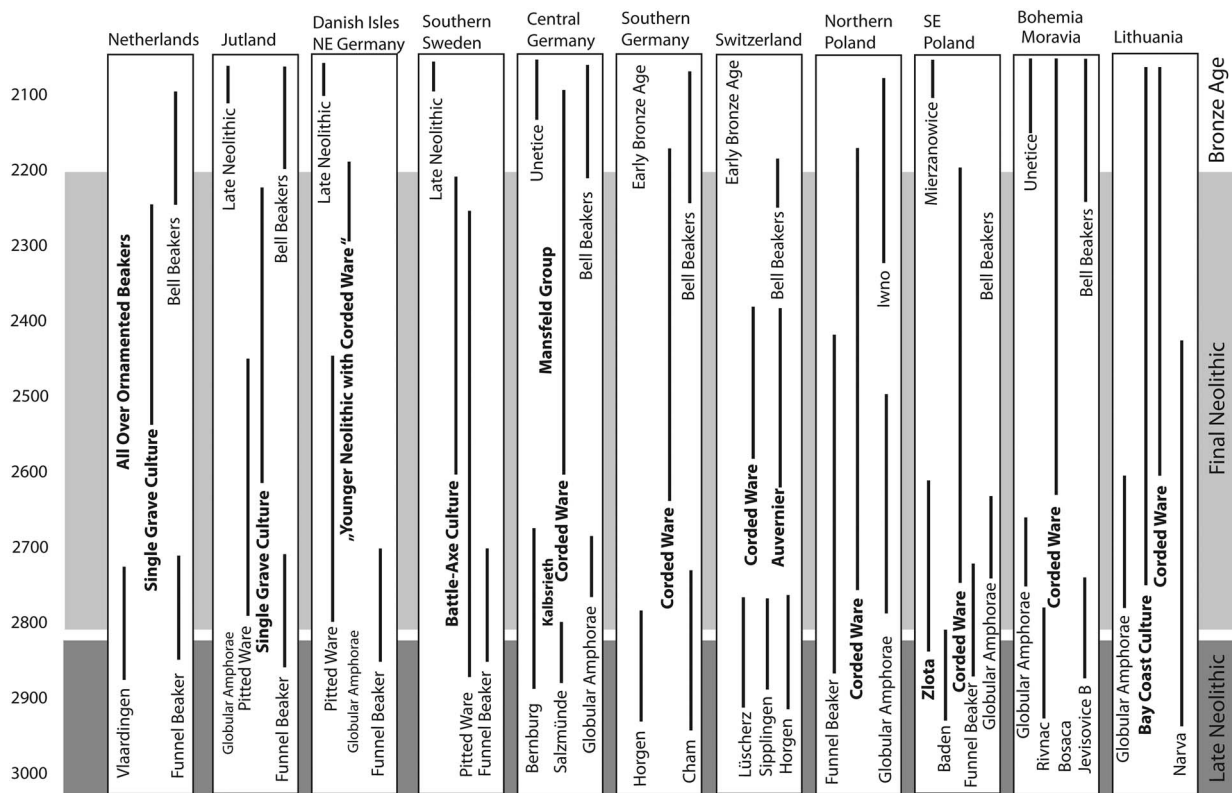 Netherlands
Jutland
Danish Isles
NE Germany
Southern
Sweden
Central
Germany
Southern
Germany
Switzerland
Northern
Poland
SE
Poland
Bohemia
Moravia
Lithuania
2100
2200
2300
2400
2500
2600
2700
2800
2900
3000
Vlaardingen
All Over Ornamented Beakers
Single Grave Culture
Bell Beakers
Funnel Beaker
Late Neolithic
Globular Amphorae
Pitted Ware
Single Grave Culture
Bell Beakers
Funnel Beaker
Late Neolithic
Pitted Ware
„Younger Neolithic with Corded Ware“
Globular Amphorae
Funnel Beaker
Late Neolithic
Battle-Axe Culture
Pitted Ware
Funnel Beaker
Unetice
Bernburg
Mansfeld Group
Kalbsrieth
Corded Ware
Salzmünde
Bell Beakers
Globular Amphorae
Early Bronze Age
Horgen
Corded Ware
Bell Beakers
Cham
Early Bronze Age
Lüscherz
Corded Ware
Sipplingen
Bell Beakers
Auvernier
Horgen
Funnel Beaker
Corded Ware
Iwno
Globular Amphorae
Mierzanowice
Zlota
Baden
Corded Ware
Funnel Beaker
Bell Beakers
Globular Amphorae
Unetice
Globular Amphorae
Rivnac
Corded Ware
Bosaca
Bell Beakers
Jevisovice B
Globular Amphorae
Bay Coast Culture
Corded Ware
Narva
Bronze Age
Final Neolithic
Late Neolithic